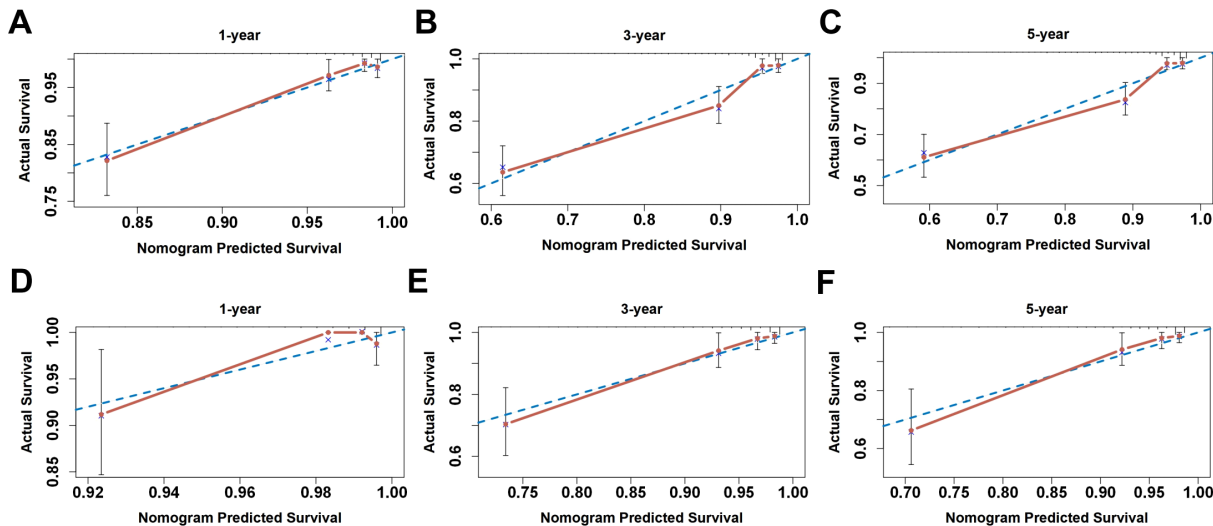 A
1-year
Actual Survival
0.75 0.85 0.95
0.85 0.90 0.95 1.00
Nomogram Predicted Survival
B
3-year
Actual Survival
0.6 0.8 1.0
0.6 0.7 0.8 0.9 1.0
Nomogram Predicted Survival
C
5-year
Actual Survival
0.5 0.7 0.9
0.6 0.7 0.8 0.9 1.0
Nomogram Predicted Survival
D
1-year
Actual Survival
0.85 0.90 0.95 1.00
0.92 0.94 0.96 0.98 1.00
Nomogram Predicted Survival
E
3-year
Actual Survival
0.6 0.8 1.0
0.75 0.80 0.85 0.90 0.95 1.00
Nomogram Predicted Survival
F
5-year
Actual Survival
0.6 0.8 1.0
0.70 0.75 0.80 0.85 0.90 0.95 1.00
Nomogram Predicted Survival